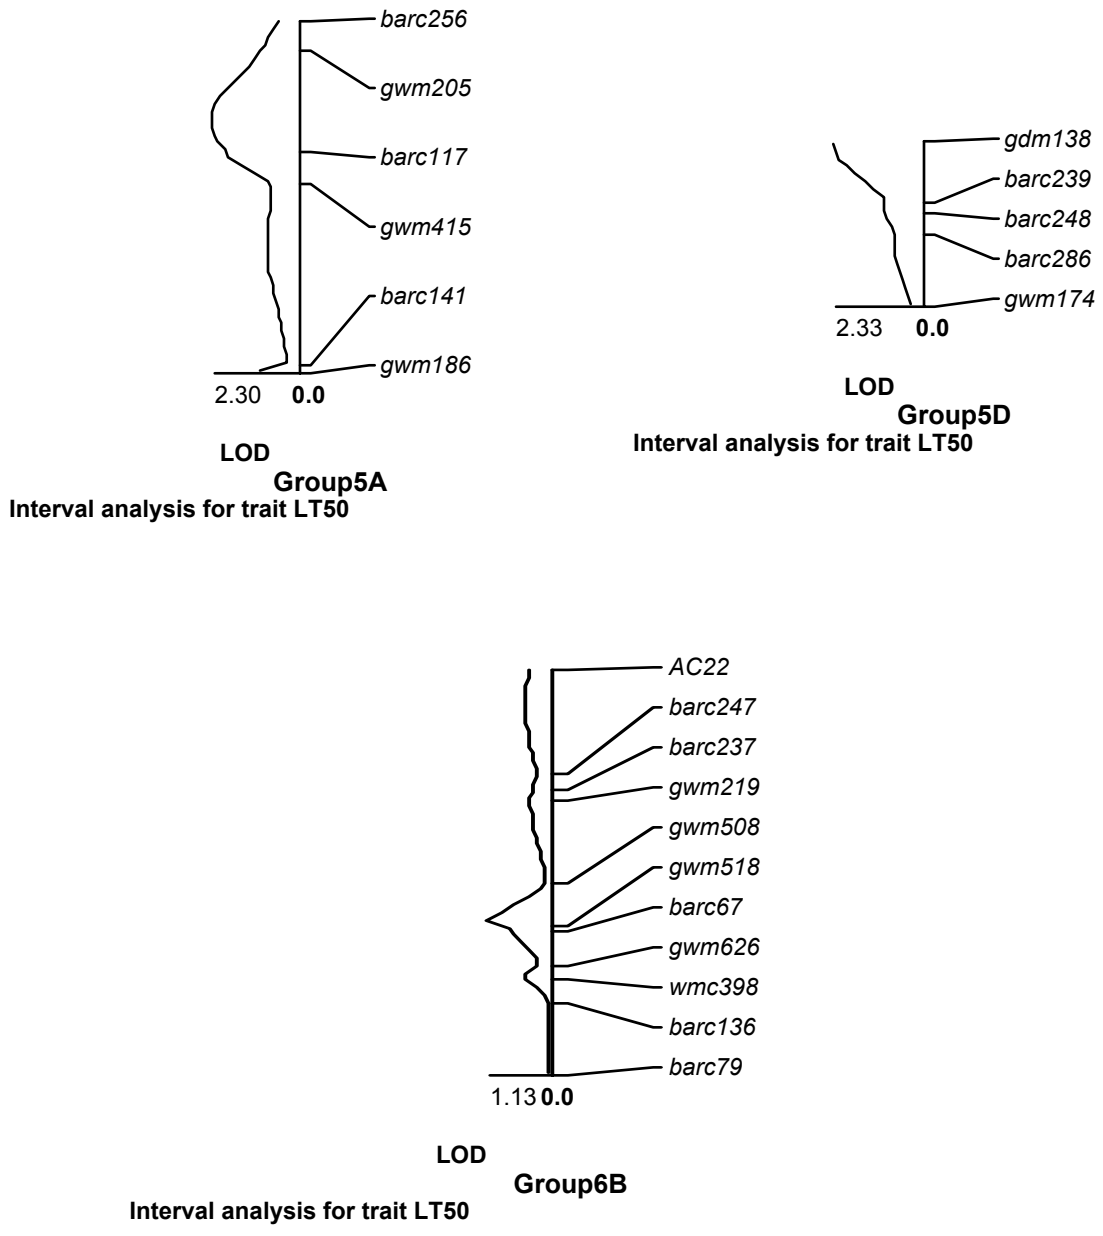 barc256
gwm205
barc117
gwm415
barc141
gwm186
2.30 0.0
LOD
Group5A
Interval analysis for trait LT50
gdm138
barc239
barc248
barc286
gwm174
2.33 0.0
LOD
Group5D
Interval analysis for trait LT50
AC22
barc247
barc237
gwm219
gwm508
gwm518
barc67
gwm626
wmc398
barc136
barc79
1.13 0.0
LOD
Group6B
Interval analysis for trait LT50